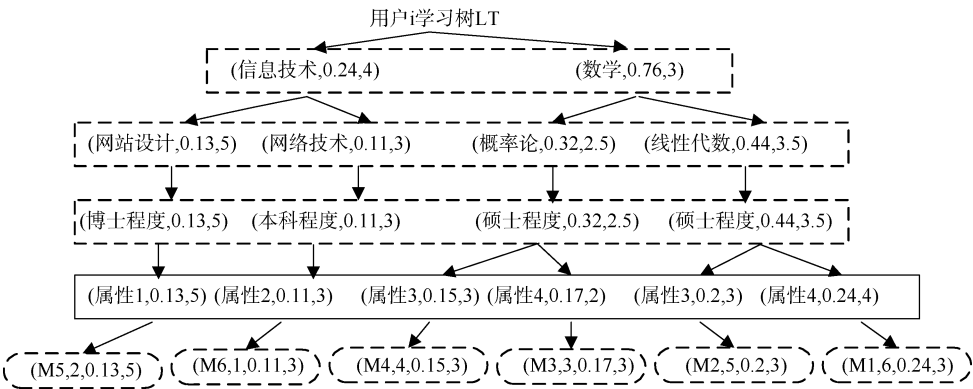 用户i学习树LT
(信息技术,0.24,4) (数学,0.76,3)
(网站设计,0.13,5) (网络技术,0.11,3) (概率论,0.32,2.5) (线性代数,0.44,3.5)
(博士程度,0.13,5) (本科程度,0.11,3) (硕士程度,0.32,2.5) (硕士程度,0.44,3.5)
(属性1,0.13,5) (属性2,0.11,3) (属性3,0.15,3) (属性4,0.17,2) (属性3,0.2,3) (属性4,0.24,4)
(M5,2,0.13,5) (M6,1,0.11,3) (M4,4,0.15,3) (M3,3,0.17,3) (M2,5,0.2,3) (M1,6,0.24,3)